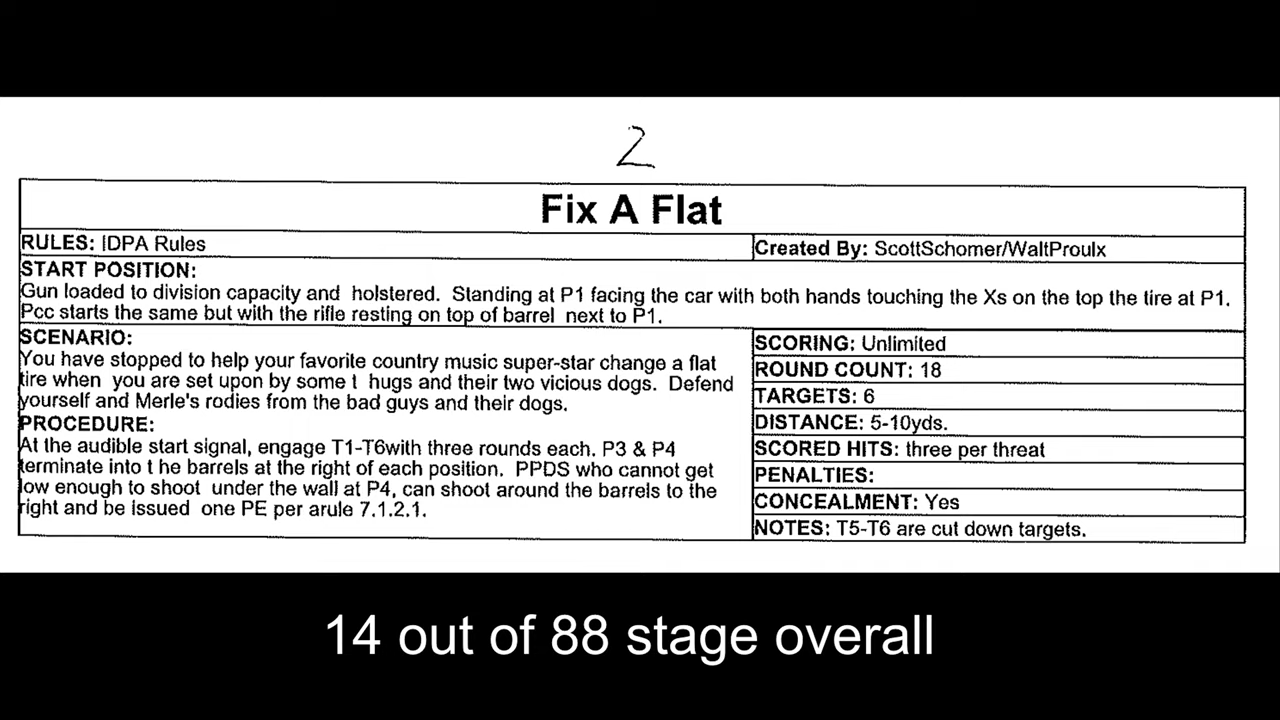 2
Fix A Flat
RULES: IDPA Rules
Created By: ScottSchomer/WaltProulx
START POSITION:
Gun loaded to division capacity and holstered. Standing at P1 facing the car with both hands touching the Xs on the top the tire at P1.
Pcc starts the same but with the rifle resting on top of barrel next to P1.
SCENARIO:
You have stopped to help your favorite country music super-star change a flat
tire when you are set upon by some t hugs and their two vicious dogs. Defend
yourself and Merle's rodies from the bad guys and their dogs.
PROCEDURE:
At the audible start signal, engage T1-T6with three rounds each. P3 & P4
terminate into t he barrels at the right of each position. PPDS who cannot get
low enough to shoot under the wall at P4, can shoot around the barrels to the
right and be issued one PE per arule 7.1.2.1.
SCORING: Unlimited
ROUND COUNT: 18
TARGETS: 6
DISTANCE: 5-10yds.
SCORED HITS: three per threat
PENALTIES:
CONCEALMENT: Yes
NOTES: T5-T6 are cut down targets.
14 out of 88 stage overall